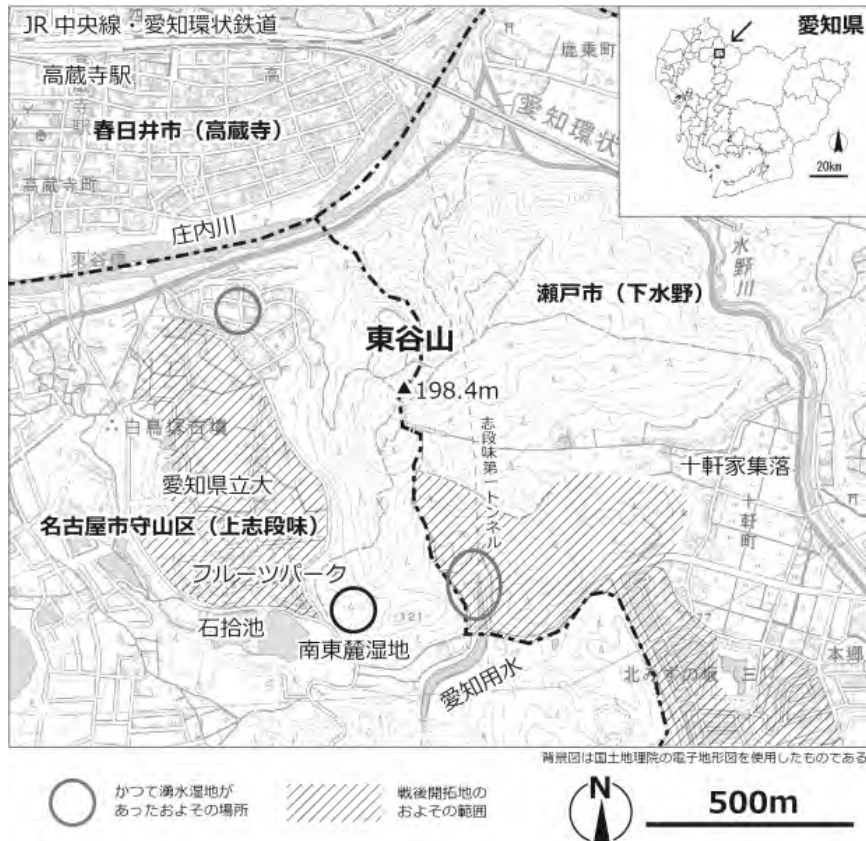 JR 中央線・愛知環状鉄道
高蔵寺駅
春日井市（高蔵寺）
高蔵寺町
鹿乗町
愛知環状
愛知県
20km
庄内川
東谷橋
水野川
瀬戸市（下水野）
東谷山
198.4m
白鳥塚古墳
志段味第一トンネル
愛知県立大
十軒家集落
十軒町
名古屋市守山区（上志段味）
フルーツパーク
121
石拾池
南東麓湿地
愛知用水
本郷
北みずの坂（三）
背景図は国土地理院の電子地形図を使用したものである
かつて湧水湿地が
あったおよその場所
戦後開拓地の
およその範囲
N
500m